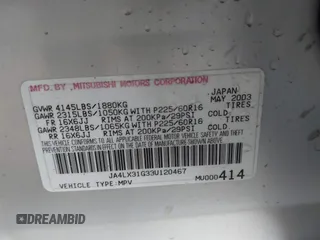 MFD. BY MITSUBISHI MOTORS CORPORATION
JAPAN
MAY 2003
GVWR 4145LBS/1880KG
GAWR 2315LBS/1050KG WITH P225/60R16 TIRES
FR 16X6JJ RIMS AT 200KPa/29PSI COLD
GAWR 2348LBS/1065KG WITH P225/60R16 TIRES
RR 16X6JJ RIMS AT 200KPa/29PSI COLD
JA4LX31G33U120467
VEHICLE TYPE:MPV
MU000414
© BIDFAX